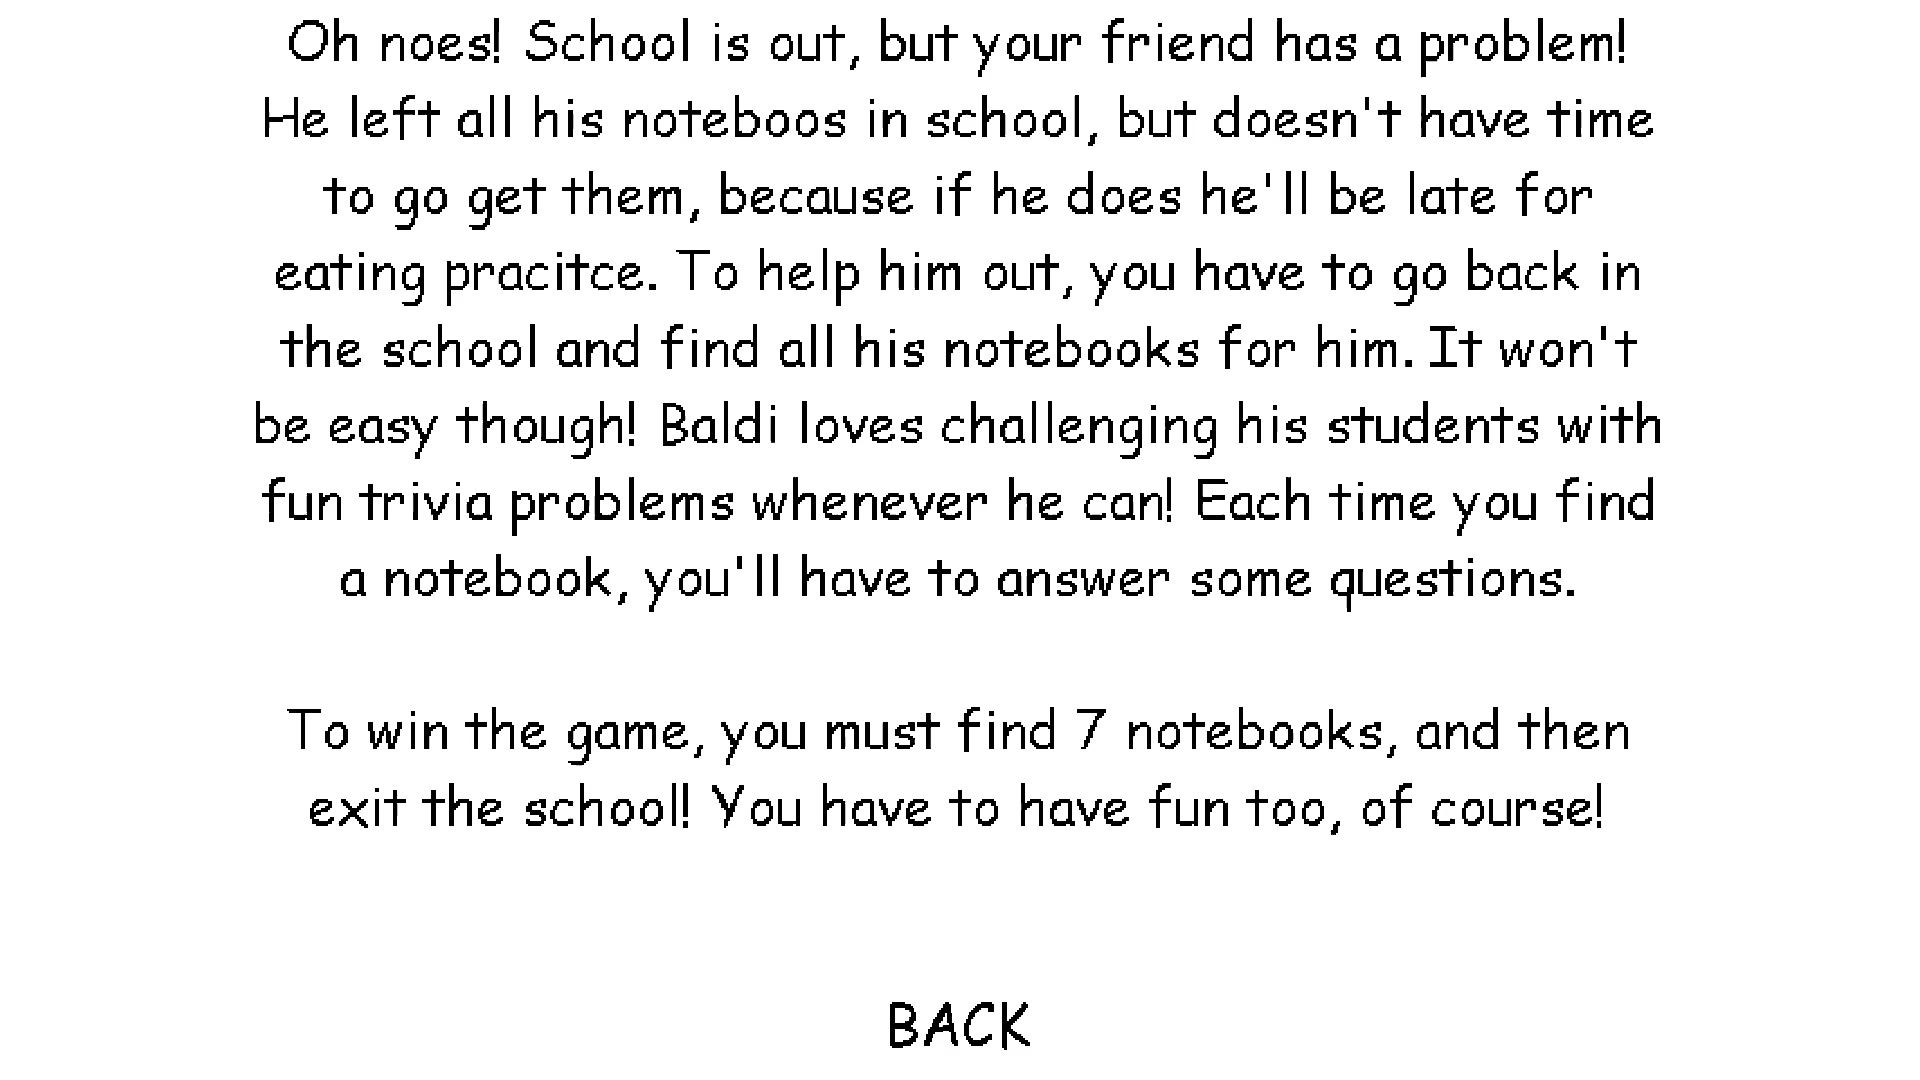 Oh noes! School is out, but your friend has a problem!
He left all his noteboos in school, but doesn't have time
to go get them, because if he does he'll be late for
eating pracitce. To help him out, you have to go back in
the school and find all his notebooks for him. It won't
be easy though! Baldi loves challenging his students with
fun trivia problems whenever he can! Each time you find
a notebook, you'll have to answer some questions.
To win the game, you must find 7 notebooks, and then
exit the school! You have to have fun too, of course!
BACK